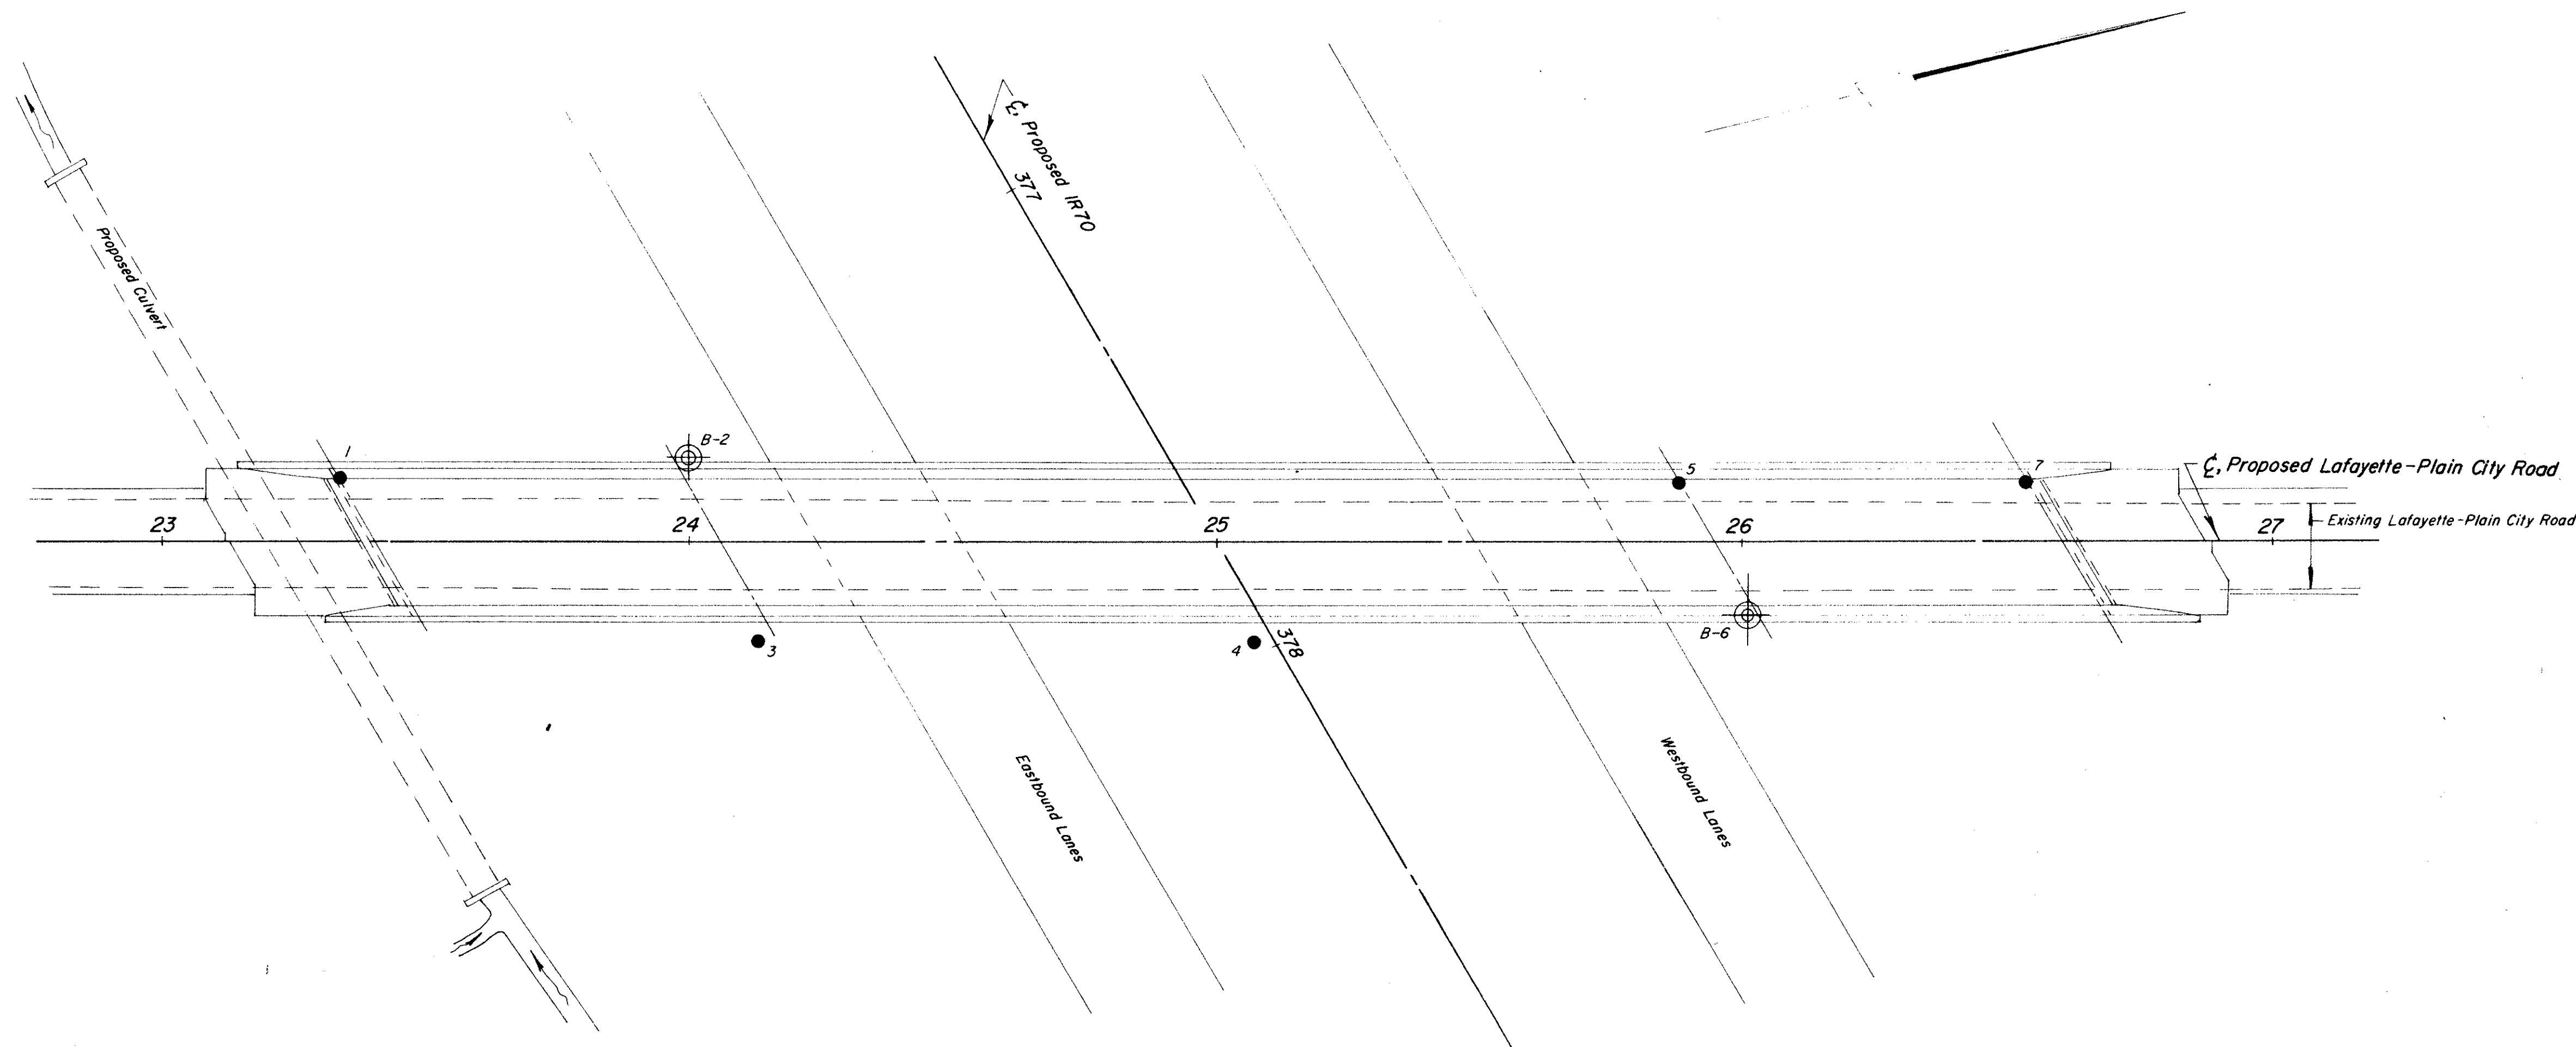 ℄, Proposed IR70
377
Proposed Culvert
1
B-2
5
7
℄, Proposed Lafayette-Plain City Road
23
24
25
26
27
Existing Lafayette-Plain City Road
3
4
378
B-6
Eastbound Lanes
Westbound Lanes